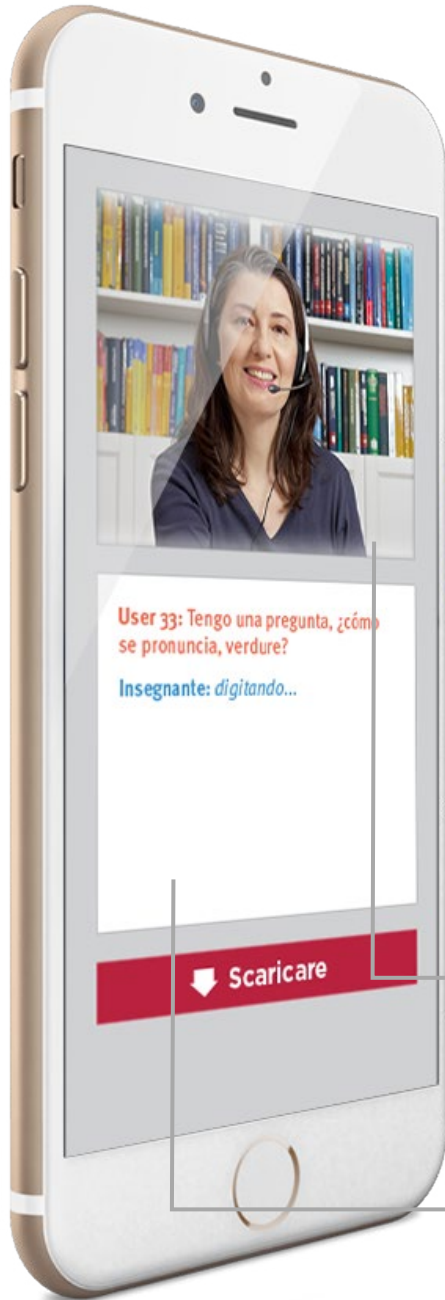 User 33: Tengo una pregunta, ¿cómo
se pronuncia, verdure?
Insegnante: digitando...
Scaricare